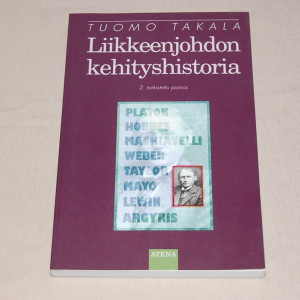 TUOMO TAKALA
Liikkeenjohdon
kehityshistoria
2. tarkistettu painos
PLATON
HOBBES
MACHIAVELLI
WEBER
TAYLOR
MAYO
LEWIN
ARGYRIS
ATENA